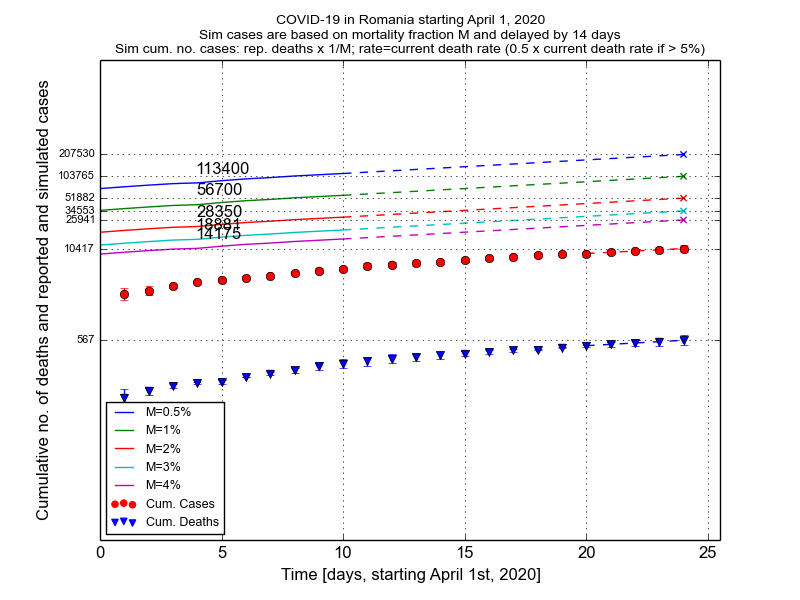 COVID-19 in Romania starting April 1, 2020
Sim cases are based on mortality fraction M and delayed by 14 days
Sim cum. no. cases: rep. deaths x 1/M; rate=current death rate (0.5 x current death rate if > 5%)
Cumulative no. of deaths and reported and simulated cases
207530
103765
51882
34553
25941
10417
567
113400
56700
28350
18881
14175
M=0.5%
M=1%
M=2%
M=3%
M=4%
Cum. Cases
Cum. Deaths
0 5 10 15 20 25
Time [days, starting April 1st, 2020]